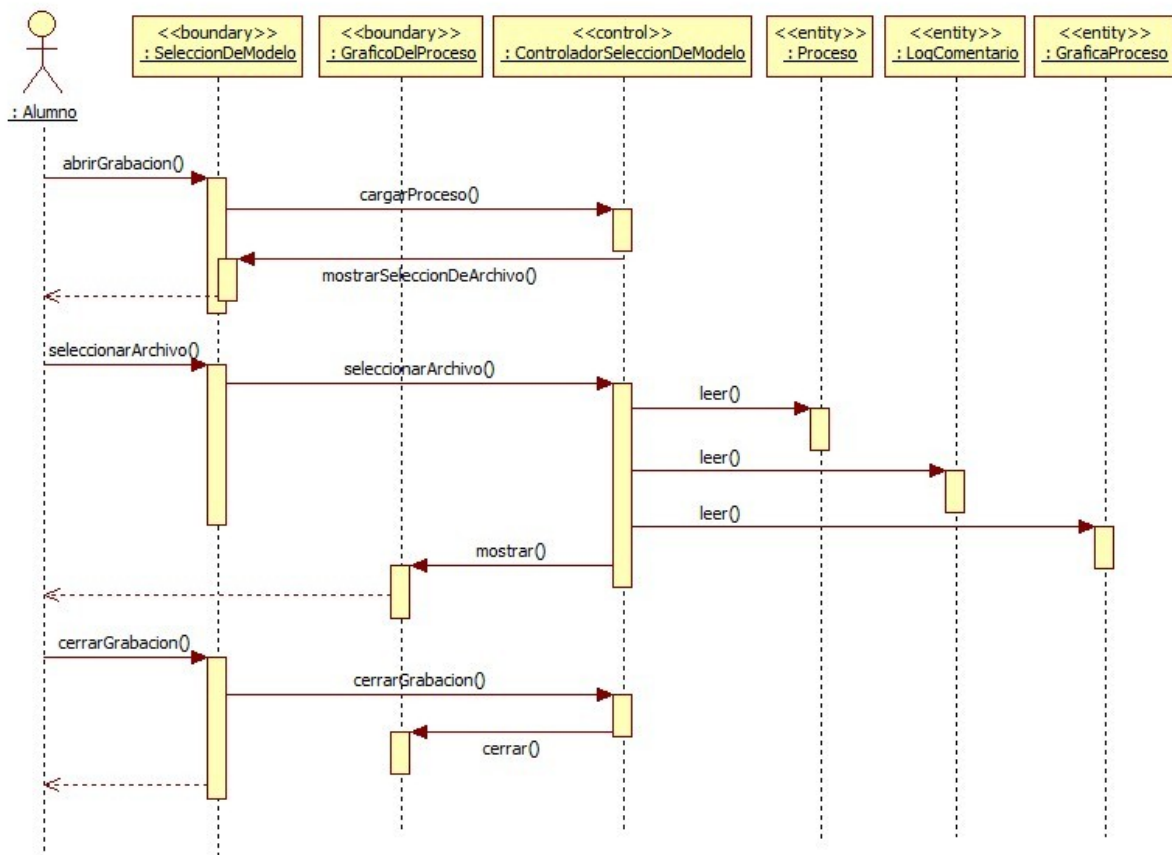 <<boundary>>
: SeleccionDeModelo
<<boundary>>
: GraficoDelProceso
<<control>>
: ControladorSeleccionDeModelo
<<entity>>
: Proceso
<<entity>>
: LogComentario
<<entity>>
: GraficaProceso
: Alumno
abrirGrabacion()
cargarProceso()
mostrarSeleccionDeArchivo()
seleccionarArchivo()
seleccionarArchivo()
leer()
leer()
leer()
mostrar()
cerrarGrabacion()
cerrarGrabacion()
cerrar()